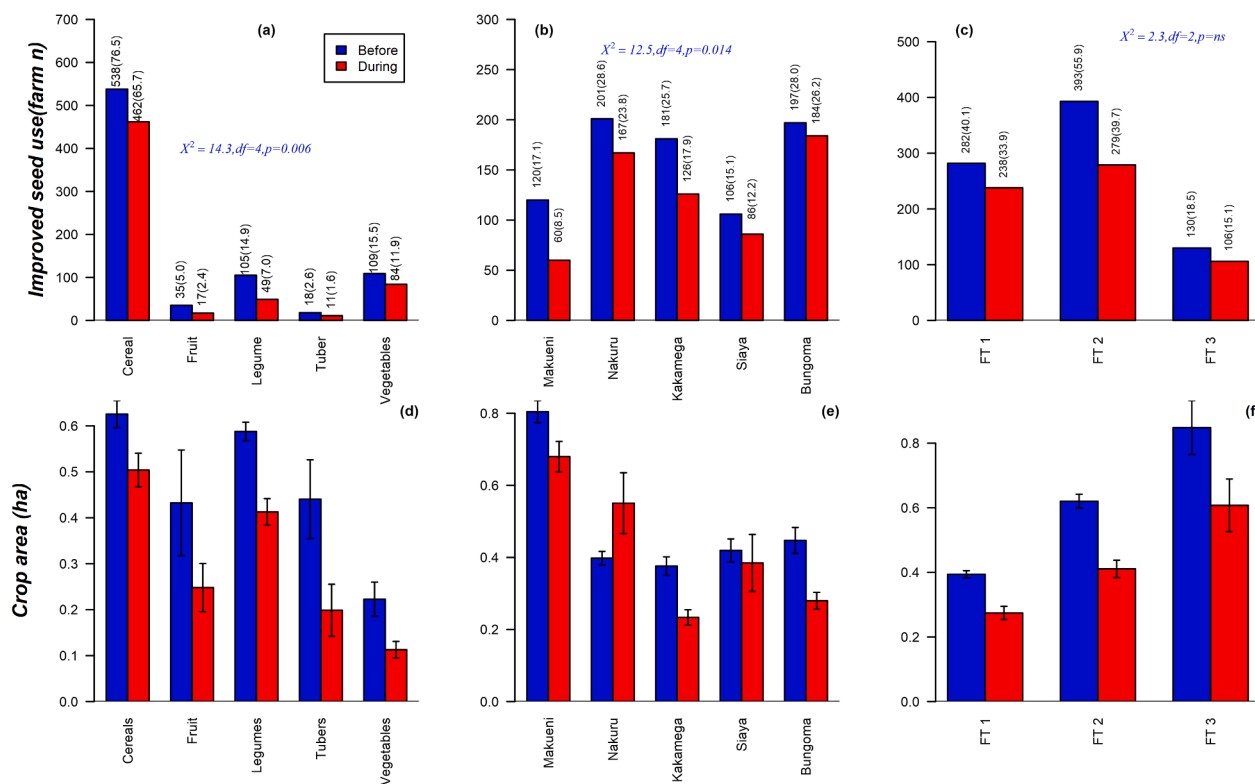 Improved seed use(farm n)
700
600
500
400
300
200
100
0
(a)
Before
During
X² = 14.3,df=4,p=0.006
538(76.5)
462(65.7)
35(5.0)
17(2.4)
105(14.9)
49(7.0)
18(2.6)
11(1.6)
109(15.5)
84(11.9)
Cereal
Fruit
Legume
Tuber
Vegetables
300
250
200
150
100
50
0
(b)
X² = 12.5,df=4,p=0.014
120(17.1)
60(8.5)
201(28.6)
167(23.8)
181(25.7)
126(17.9)
106(15.1)
86(12.2)
197(28.0)
184(26.2)
Makueni
Nakuru
Kakamega
Siaya
Bungoma
500
400
300
200
100
0
(c)
X² = 2.3,df=2,p=ns
282(40.1)
238(33.9)
393(55.9)
279(39.7)
130(18.5)
106(15.1)
FT 1
FT 2
FT 3
Crop area (ha)
0.6
0.5
0.4
0.3
0.2
0.1
0.0
(d)
Cereals
Fruit
Legumes
Tubers
Vegetables
0.8
0.6
0.4
0.2
0.0
(e)
Makueni
Nakuru
Kakamega
Siaya
Bungoma
0.8
0.6
0.4
0.2
0.0
(f
FT 1
FT 2
FT 3